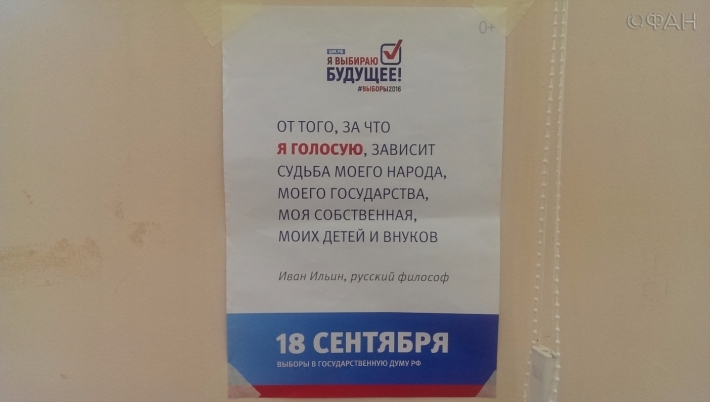 © ФАН
0+
ЦИК РФ
Я ВЫБИРАЮ
БУДУЩЕЕ!
#ВЫБОРЫ2016
ОТ ТОГО, ЗА ЧТО
Я ГОЛОСУЮ, ЗАВИСИТ
СУДЬБА МОЕГО НАРОДА,
МОЕГО ГОСУДАРСТВА,
МОЯ СОБСТВЕННАЯ,
МОИХ ДЕТЕЙ И ВНУКОВ
Иван Ильин, русский философ
18 СЕНТЯБРЯ
ВЫБОРЫ В ГОСУДАРСТВЕННУЮ ДУМУ РФ